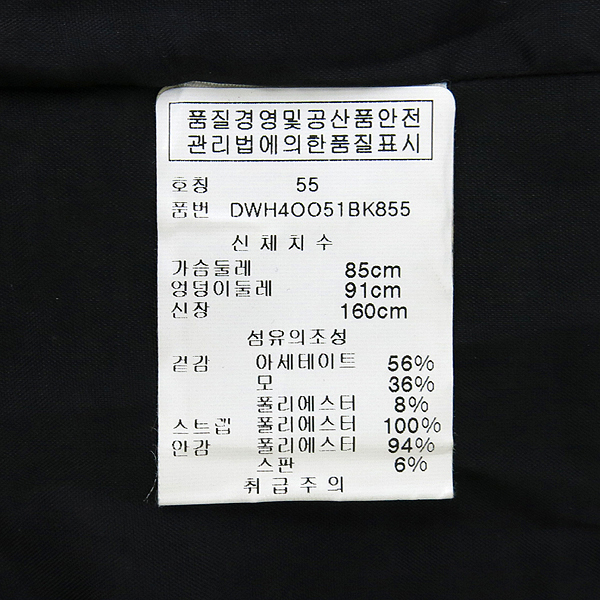 품질경영및공산품안전
관리법에의한품질표시
호칭 55
품번 DWH4OO51BK855
신체치수
가슴둘레 85cm
엉덩이둘레 91cm
신장 160cm
섬유의조성
겉감 아세테이트 56%
모 36%
폴리에스터 8%
스트랩 폴리에스터 100%
안감 폴리에스터 94%
스판 6%
취급주의